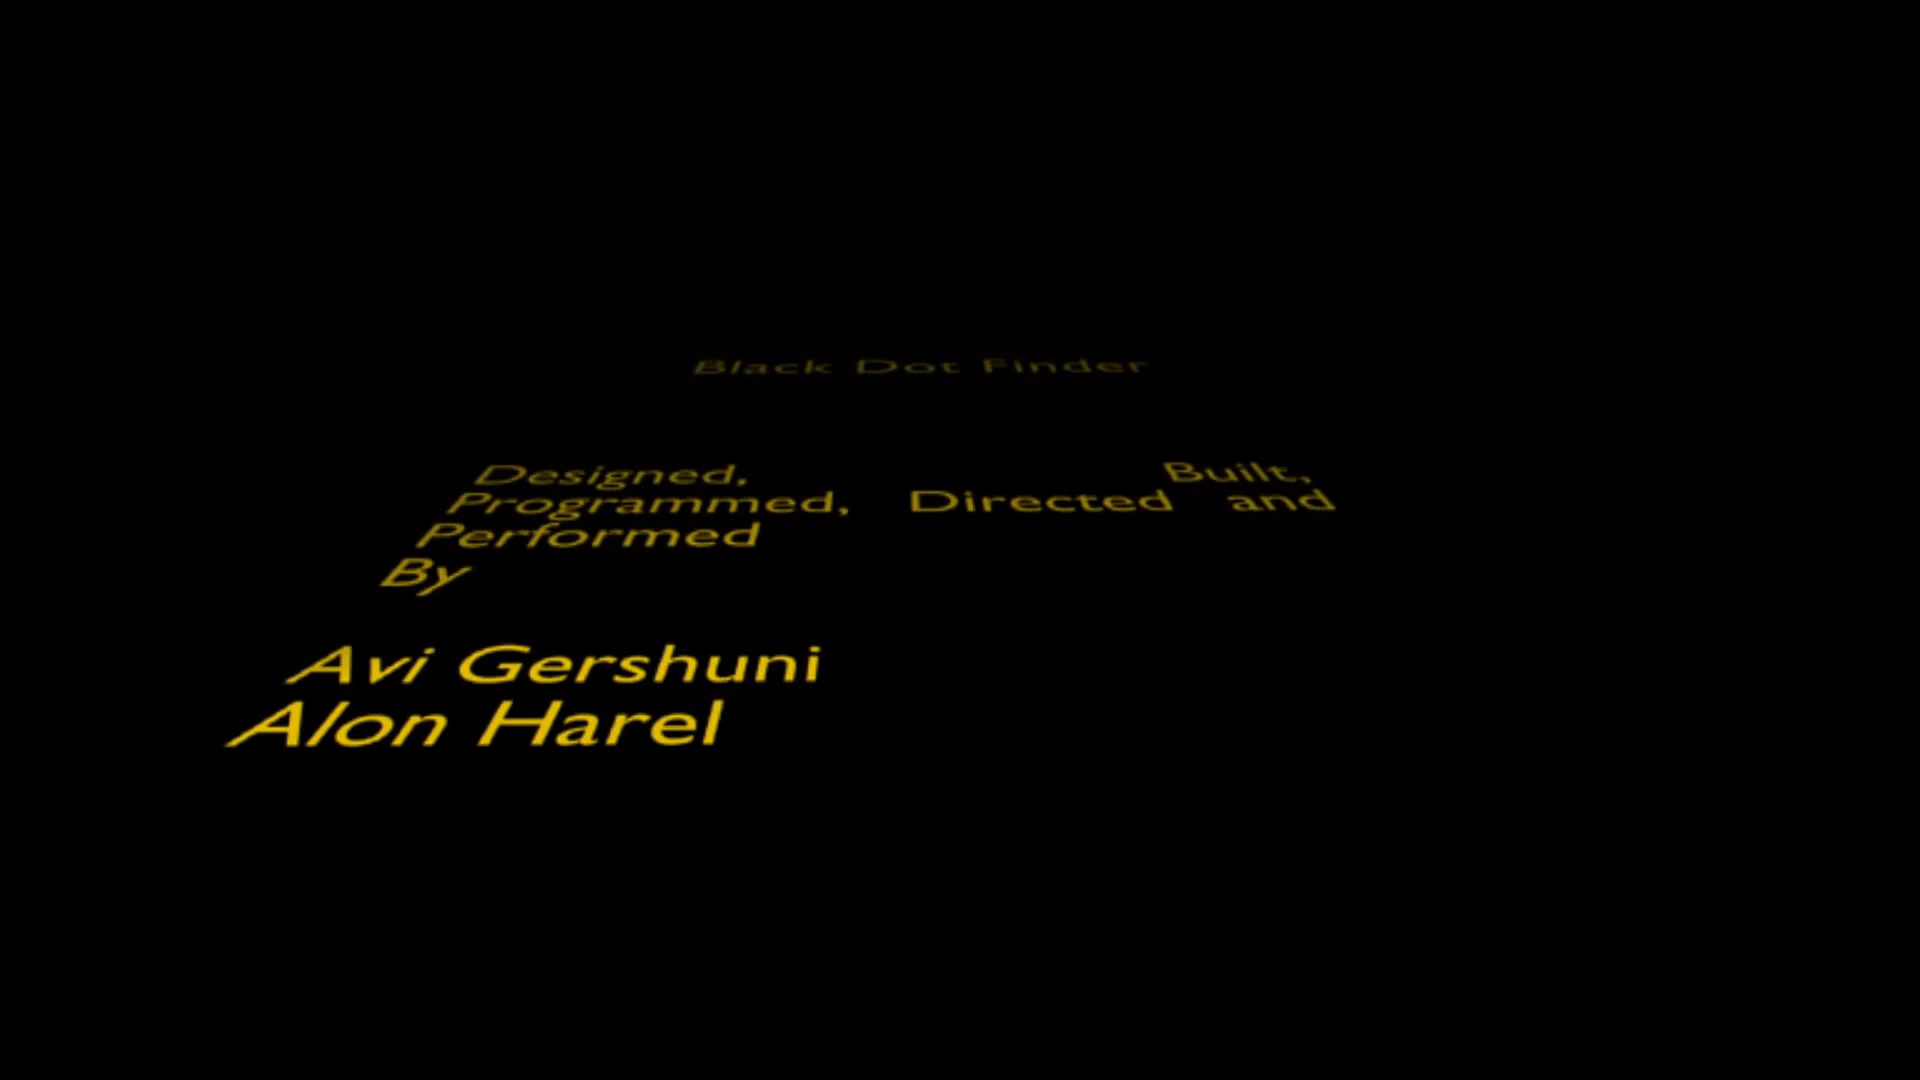 Black Dot Finder
Designed, Built,
Programmed, Directed and
Performed
By
Avi Gershuni
Alon Harel